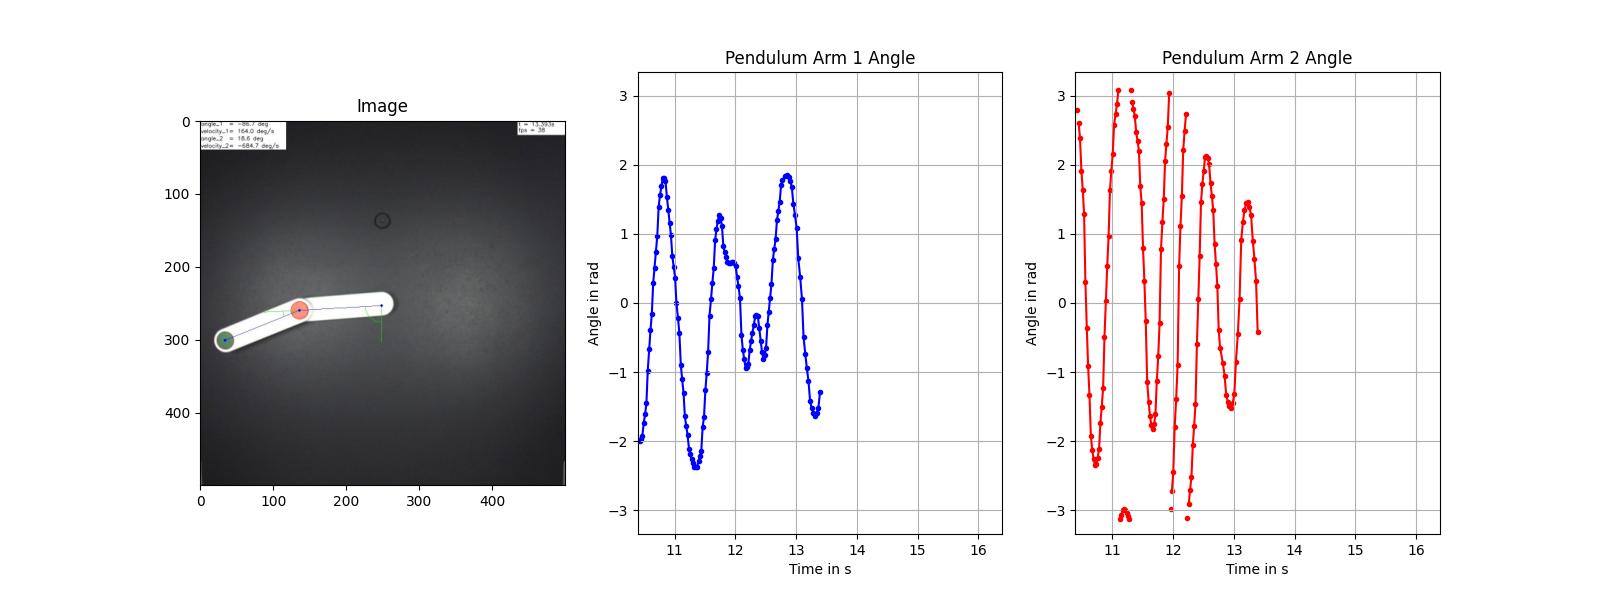 Image
angle_1 = -86.7 deg
velocity_1= 164.0 deg/s
angle_2 = 18.6 deg
velocity_2= -684.7 deg/s
t = 13.393s
fps = 38
0
100
200
300
400
0 100 200 300 400
Pendulum Arm 1 Angle
Angle in rad
3
2
1
0
−1
−2
−3
11 12 13 14 15 16
Time in s
Pendulum Arm 2 Angle
Angle in rad
3
2
1
0
−1
−2
−3
11 12 13 14 15 16
Time in s